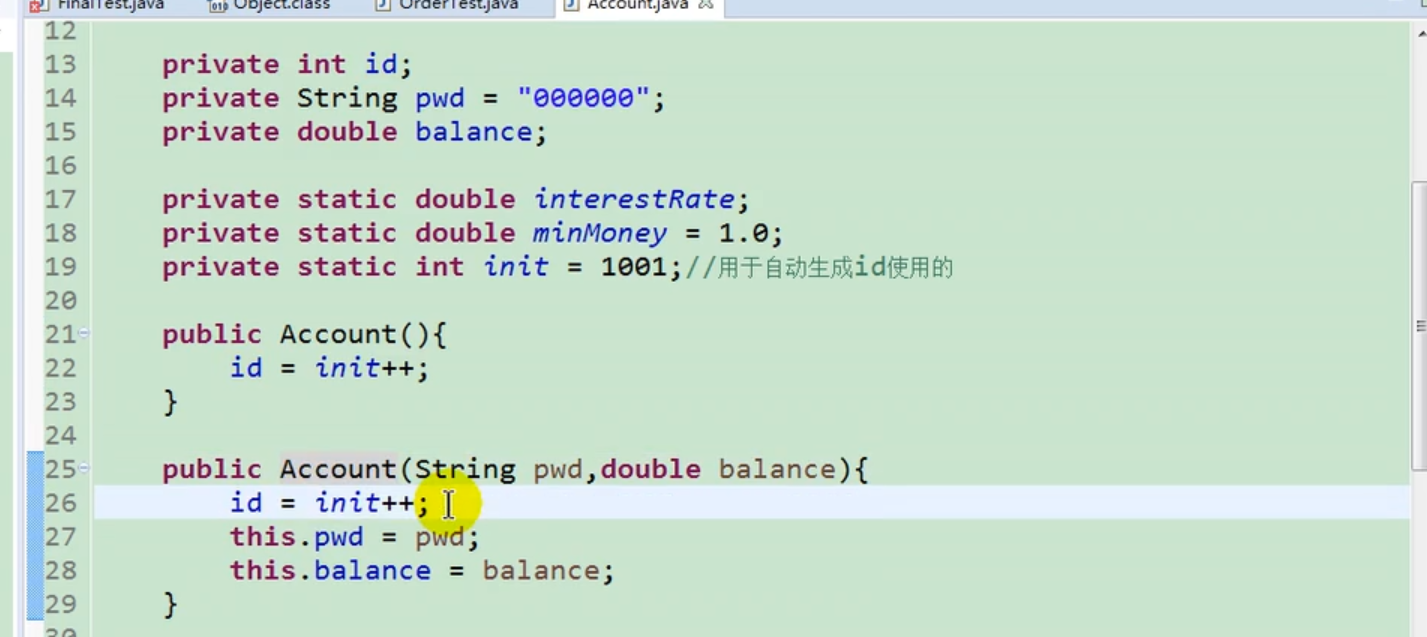 FinalTest.java Object.class OrderTest.java Account.java
12
13 private int id;
14 private String pwd = "000000";
15 private double balance;
16
17 private static double interestRate;
18 private static double minMoney = 1.0;
19 private static int init = 1001;//用于自动生成id使用的
20
21 public Account(){
22 id = init++;
23 }
24
25 public Account(String pwd,double balance){
26 id = init++;
27 this.pwd = pwd;
28 this.balance = balance;
29 }
30